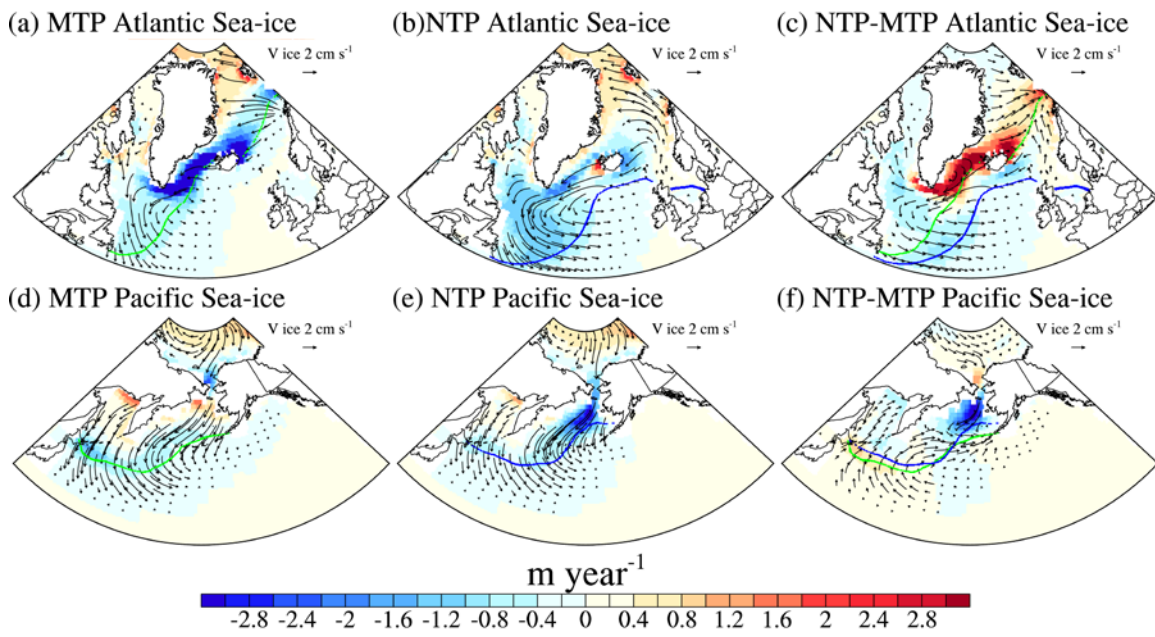 (a) MTP Atlantic Sea-ice
V ice 2 cm s⁻¹
(b)NTP Atlantic Sea-ice
V ice 2 cm s⁻¹
(c) NTP-MTP Atlantic Sea-ice
V ice 2 cm s⁻¹
(d) MTP Pacific Sea-ice
V ice 2 cm s⁻¹
(e) NTP Pacific Sea-ice
V ice 2 cm s⁻¹
(f) NTP-MTP Pacific Sea-ice
V ice 2 cm s⁻¹
m year⁻¹
-2.8 -2.4 -2 -1.6 -1.2 -0.8 -0.4 0 0.4 0.8 1.2 1.6 2 2.4 2.8